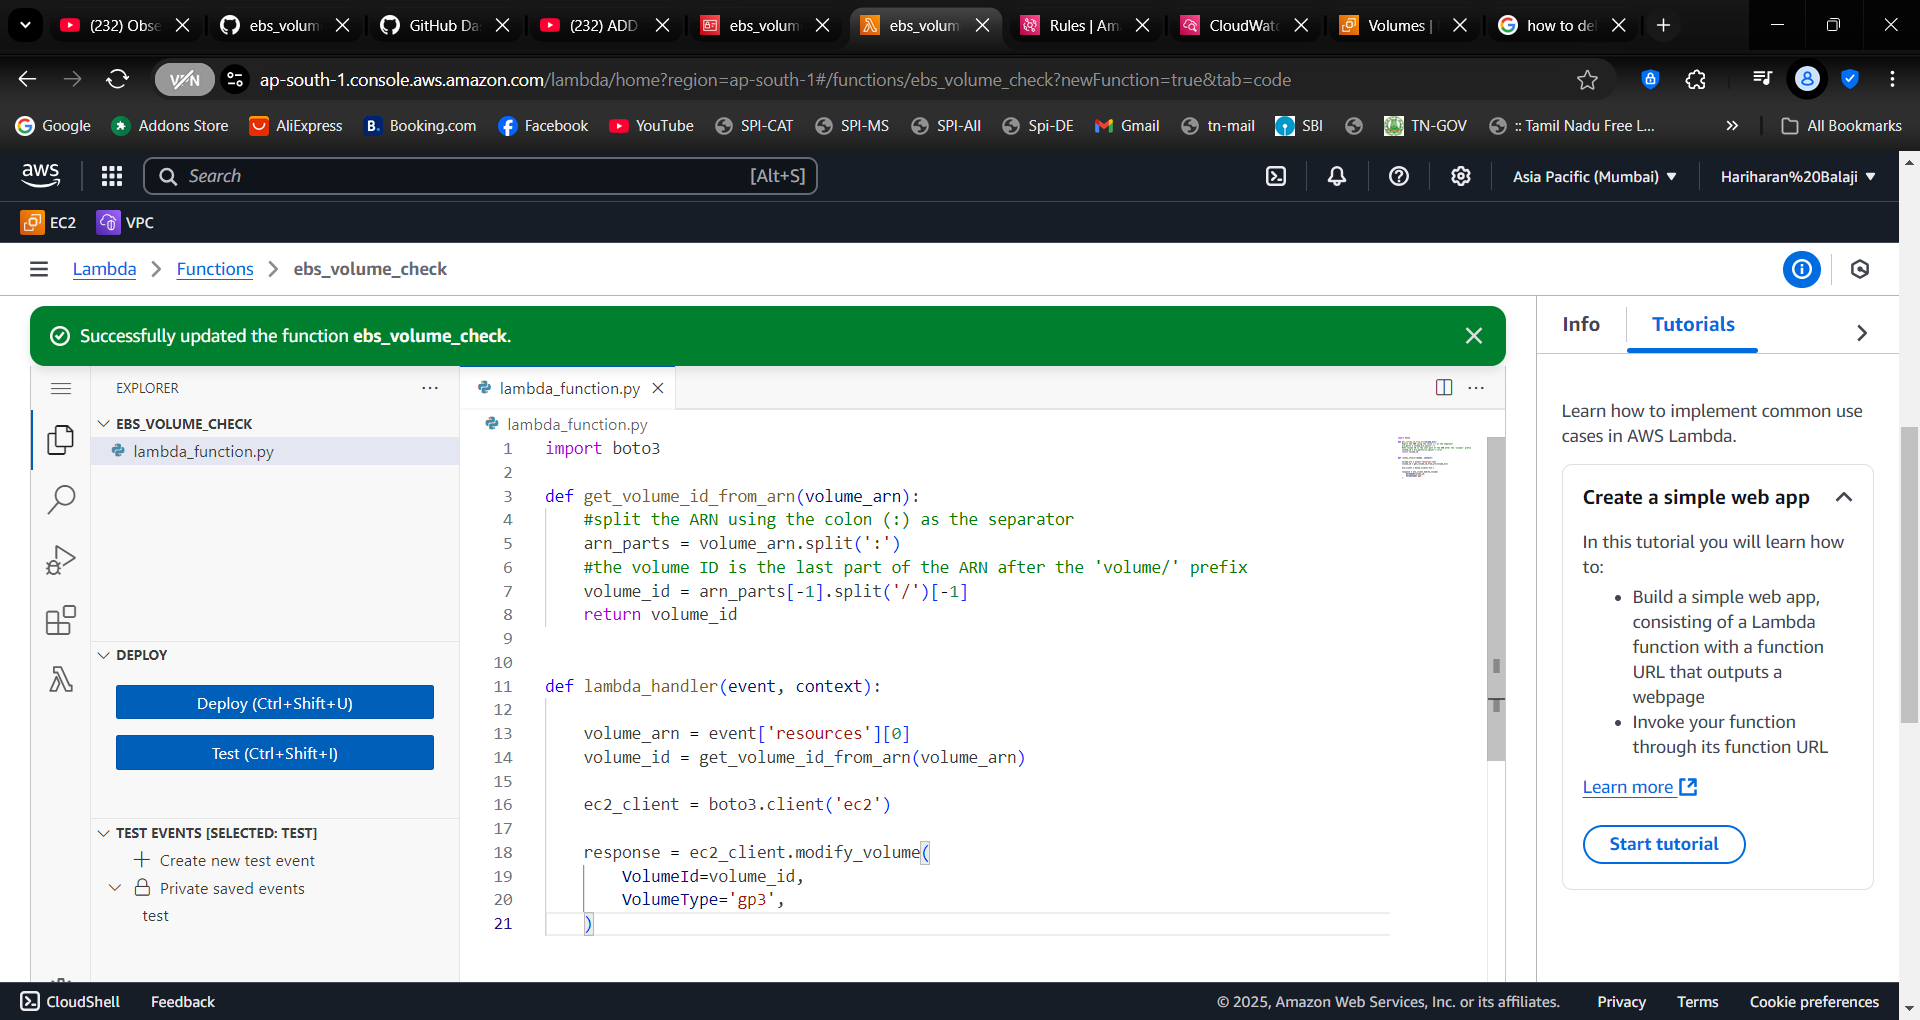 (232) Obse
ebs_volum
GitHub Da
(232) ADD
ebs_volum
ebs_volum
Rules | Am
CloudWat
Volumes |
how to del
VPN
ap-south-1.console.aws.amazon.com/lambda/home?region=ap-south-1#/functions/ebs_volume_check?newFunction=true&tab=code
Google
Addons Store
AliExpress
Booking.com
Facebook
YouTube
SPI-CAT
SPI-MS
SPI-All
Spi-DE
Gmail
tn-mail
SBI
TN-GOV
:: Tamil Nadu Free L...
All Bookmarks
aws
Search
[Alt+S]
Asia Pacific (Mumbai)
Hariharan%20Balaji
EC2
VPC
Lambda
Functions
ebs_volume_check
Successfully updated the function ebs_volume_check.
Info
Tutorials
EXPLORER
EBS_VOLUME_CHECK
lambda_function.py
DEPLOY
Deploy (Ctrl+Shift+U)
Test (Ctrl+Shift+I)
TEST EVENTS [SELECTED: TEST]
Create new test event
Private saved events
test
lambda_function.py
lambda_function.py
1 import boto3
2
3 def get_volume_id_from_arn(volume_arn):
4 #split the ARN using the colon (:) as the separator
5 arn_parts = volume_arn.split(':')
6 #the volume ID is the last part of the ARN after the 'volume/' prefix
7 volume_id = arn_parts[-1].split('/')[-1]
8 return volume_id
9
10
11 def lambda_handler(event, context):
12
13 volume_arn = event['resources'][0]
14 volume_id = get_volume_id_from_arn(volume_arn)
15
16 ec2_client = boto3.client('ec2')
17
18 response = ec2_client.modify_volume(
19 VolumeId=volume_id,
20 VolumeType='gp3',
21 )
Learn how to implement common use
cases in AWS Lambda.
Create a simple web app
In this tutorial you will learn how
to:
• Build a simple web app,
consisting of a Lambda
function with a function
URL that outputs a
webpage
• Invoke your function
through its function URL
Learn more
Start tutorial
CloudShell
Feedback
© 2025, Amazon Web Services, Inc. or its affiliates.
Privacy
Terms
Cookie preferences